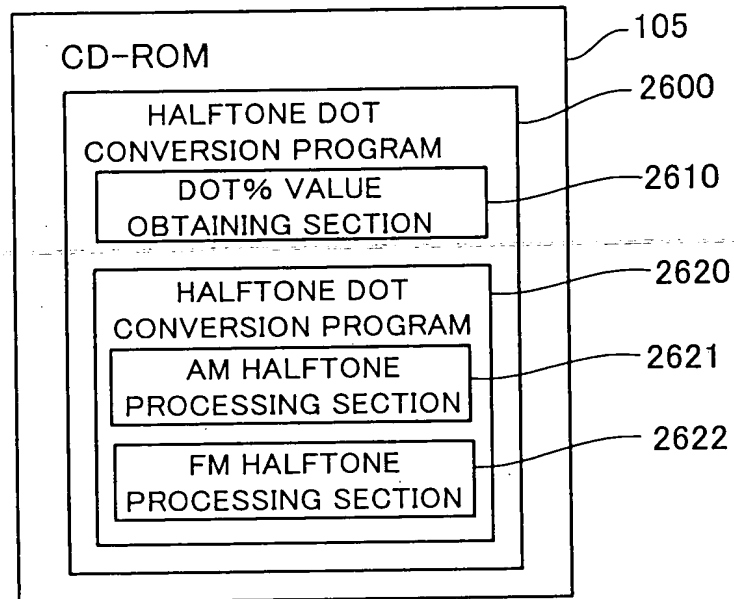 CD-ROM
105
HALFTONE DOT
CONVERSION PROGRAM
2600
DOT% VALUE
OBTAINING SECTION
2610
HALFTONE DOT
CONVERSION PROGRAM
2620
AM HALFTONE
PROCESSING SECTION
2621
FM HALFTONE
PROCESSING SECTION
2622